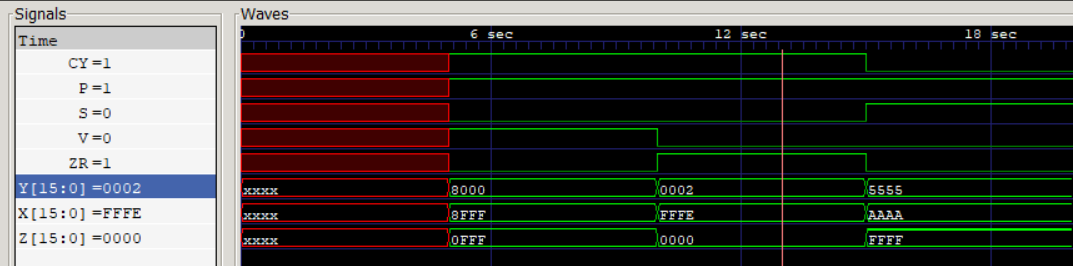 Signals Waves
Time 0 6 sec 12 sec 18 sec
CY=1
P=1
S=0
V=0
ZR=1
Y[15:0]=0002 xxxx 8000 0002 5555
X[15:0]=FFFE xxxx 8FFF FFFE AAAA
Z[15:0]=0000 xxxx 0FFF 0000 FFFF